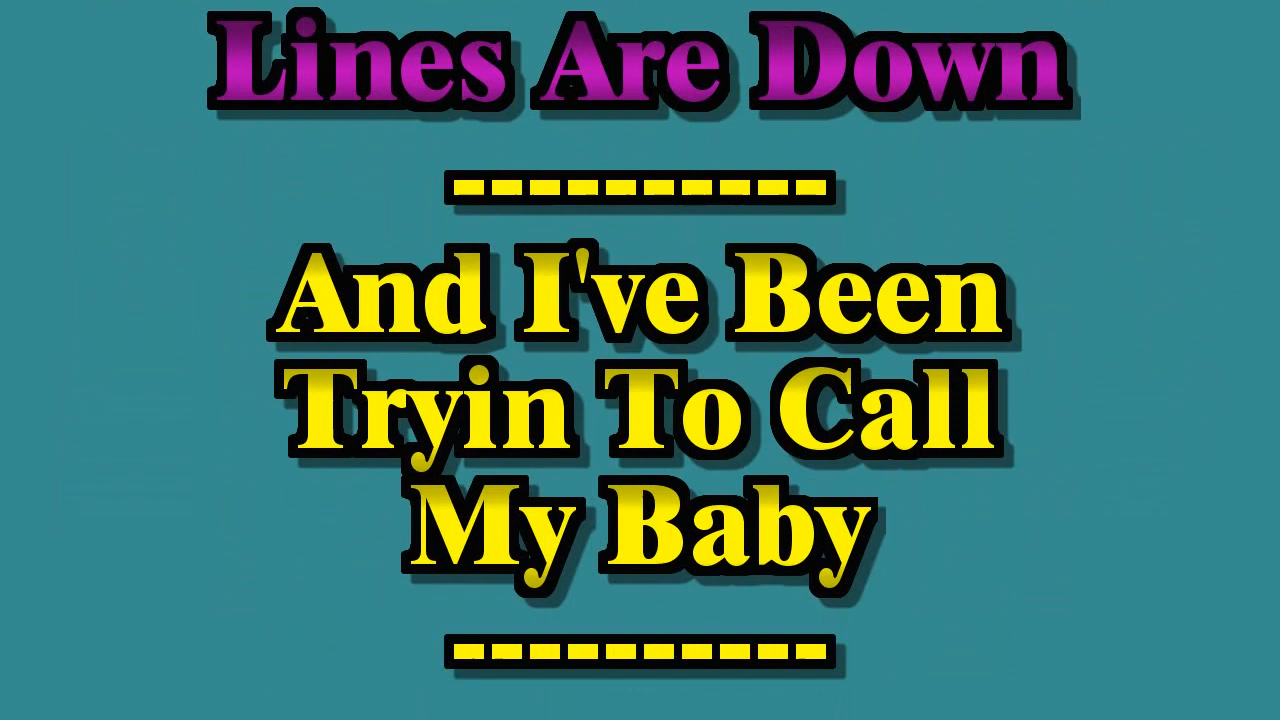 Lines Are Down
----------
And I've Been
Tryin To Call
My Baby
----------